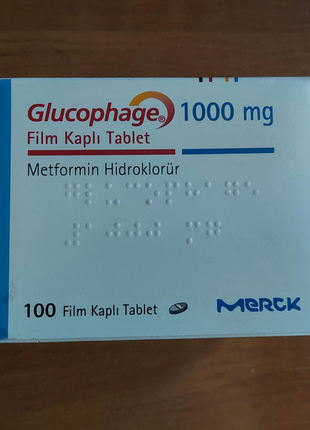 Glucophage® 1000 mg
Film Kaplı Tablet
Metformin Hidroklorür
100 Film Kaplı Tablet
MERCK